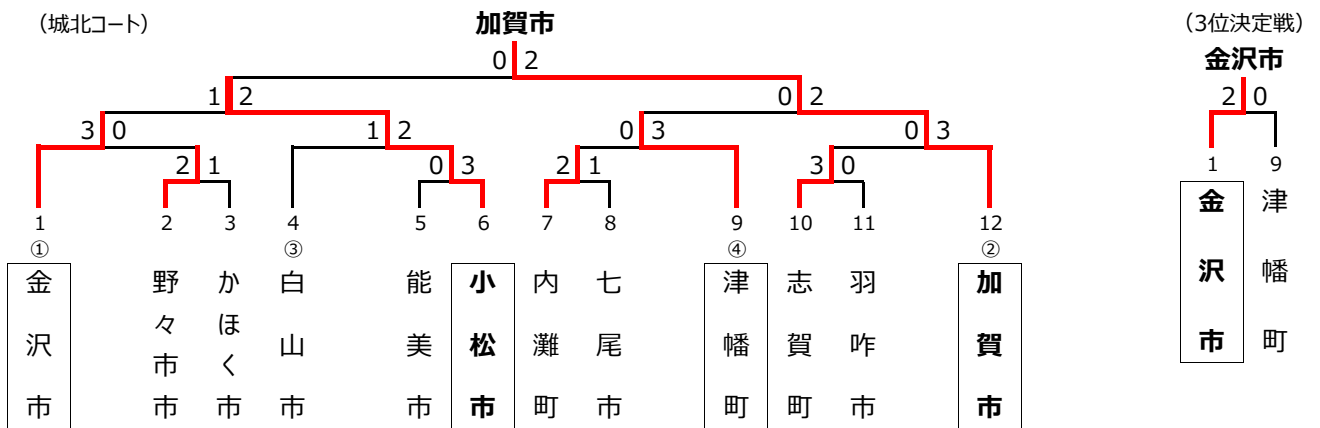 （城北コート）
加賀市
（3位決定戦）
金沢市
0 2
1 2
0 2
2 0
3 0
1 2
0 3
0 3
2 1
0 3
2 1
3 0
1 9
1 2 3 4 5 6 7 8 9 10 11 12
① ③ ④ ②
金沢市
野々市市
かほく市
白山市
能美市
小松市
内灘町
七尾市
津幡町
志賀町
羽咋市
加賀市
金沢市
津幡町